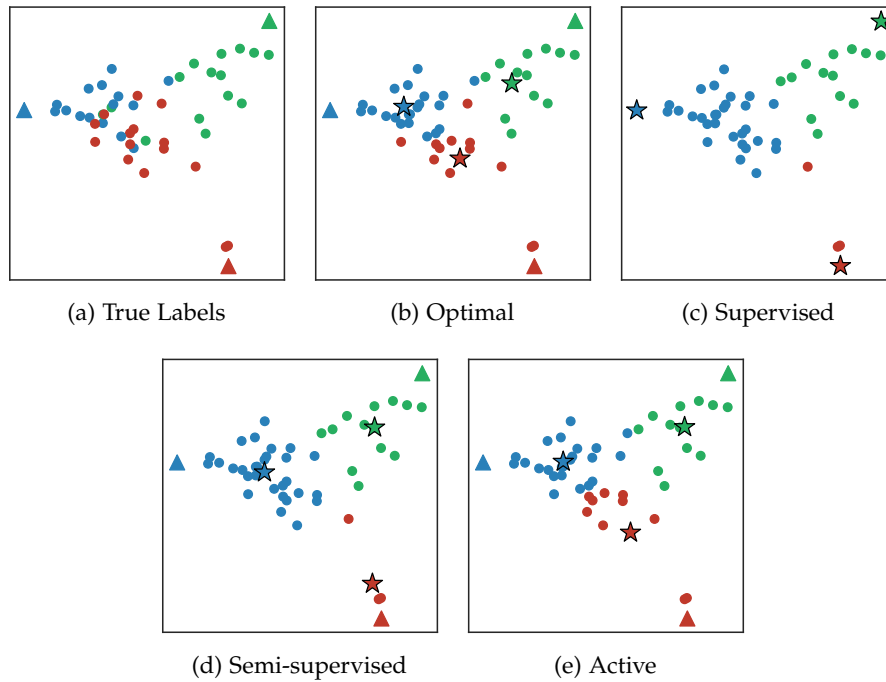 (a) True Labels
(b) Optimal
(c) Supervised
(d) Semi-supervised
(e) Active